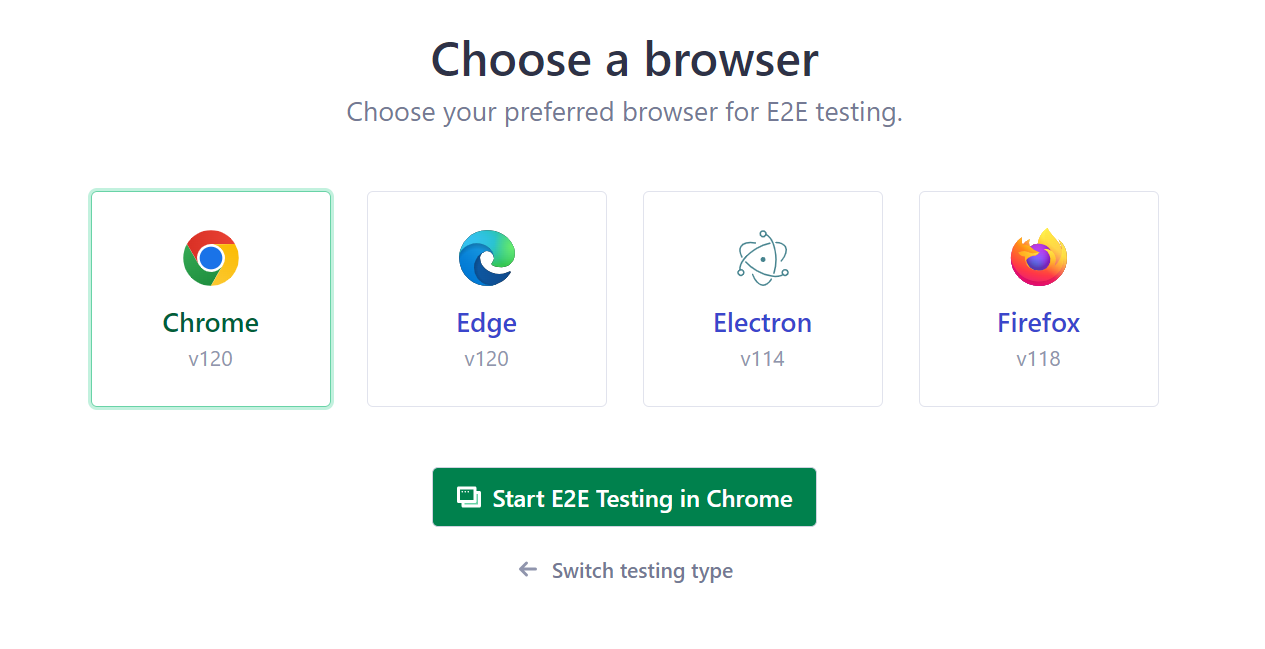 Choose a browser
Choose your preferred browser for E2E testing.
Chrome
v120
Edge
v120
Electron
v114
Firefox
v118
Start E2E Testing in Chrome
Switch testing type